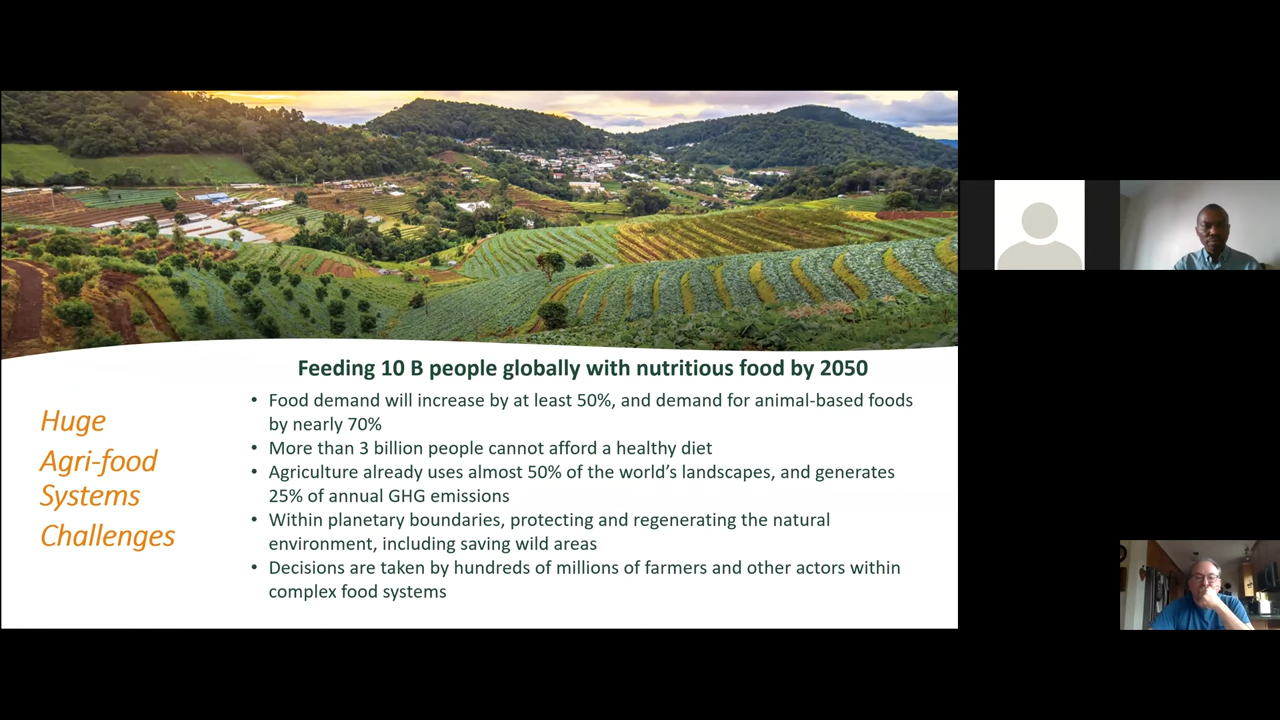 Feeding 10 B people globally with nutritious food by 2050
Huge
Agri-food
Systems
Challenges
• Food demand will increase by at least 50%, and demand for animal-based foods
by nearly 70%
• More than 3 billion people cannot afford a healthy diet
• Agriculture already uses almost 50% of the world’s landscapes, and generates
25% of annual GHG emissions
• Within planetary boundaries, protecting and regenerating the natural
environment, including saving wild areas
• Decisions are taken by hundreds of millions of farmers and other actors within
complex food systems